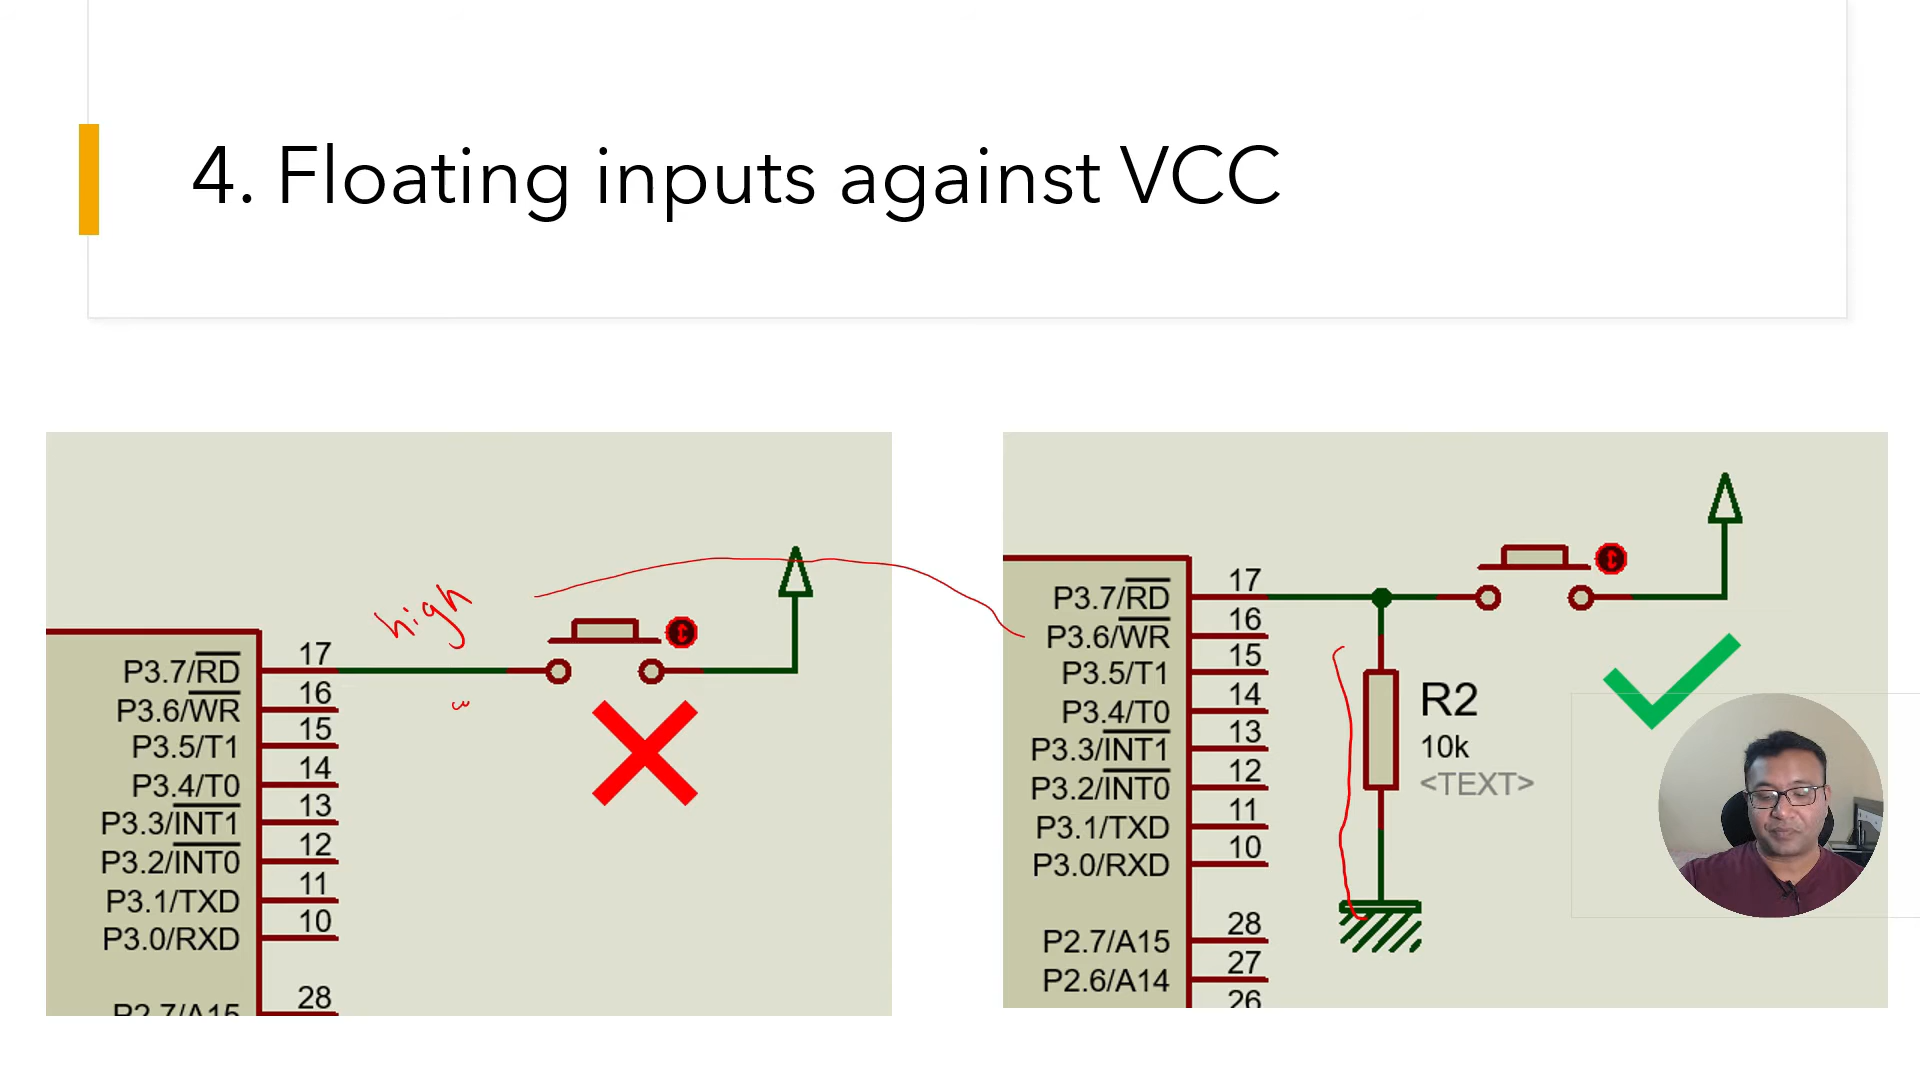 4. Floating inputs against VCC
high
P3.7/RD 17
P3.6/WR 16
P3.5/T1 15
P3.4/T0 14
P3.3/INT1 13
P3.2/INT0 12
P3.1/TXD 11
P3.0/RXD 10
P2.7/A15 28
P3.7/RD 17
P3.6/WR 16
P3.5/T1 15
P3.4/T0 14
P3.3/INT1 13
P3.2/INT0 12
P3.1/TXD 11
P3.0/RXD 10
P2.7/A15 28
P2.6/A14 27
26
R2
10k
<TEXT>